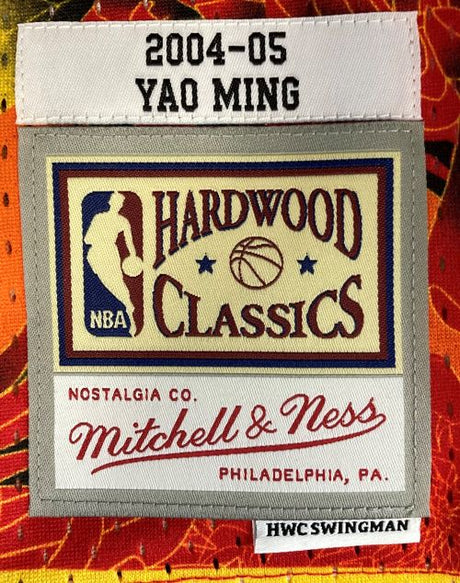 2004-05
YAO MING
HARDWOOD
CLASSICS
NBA
NOSTALGIA CO.
Mitchell & Ness
PHILADELPHIA, PA.
HWC SWINGMAN